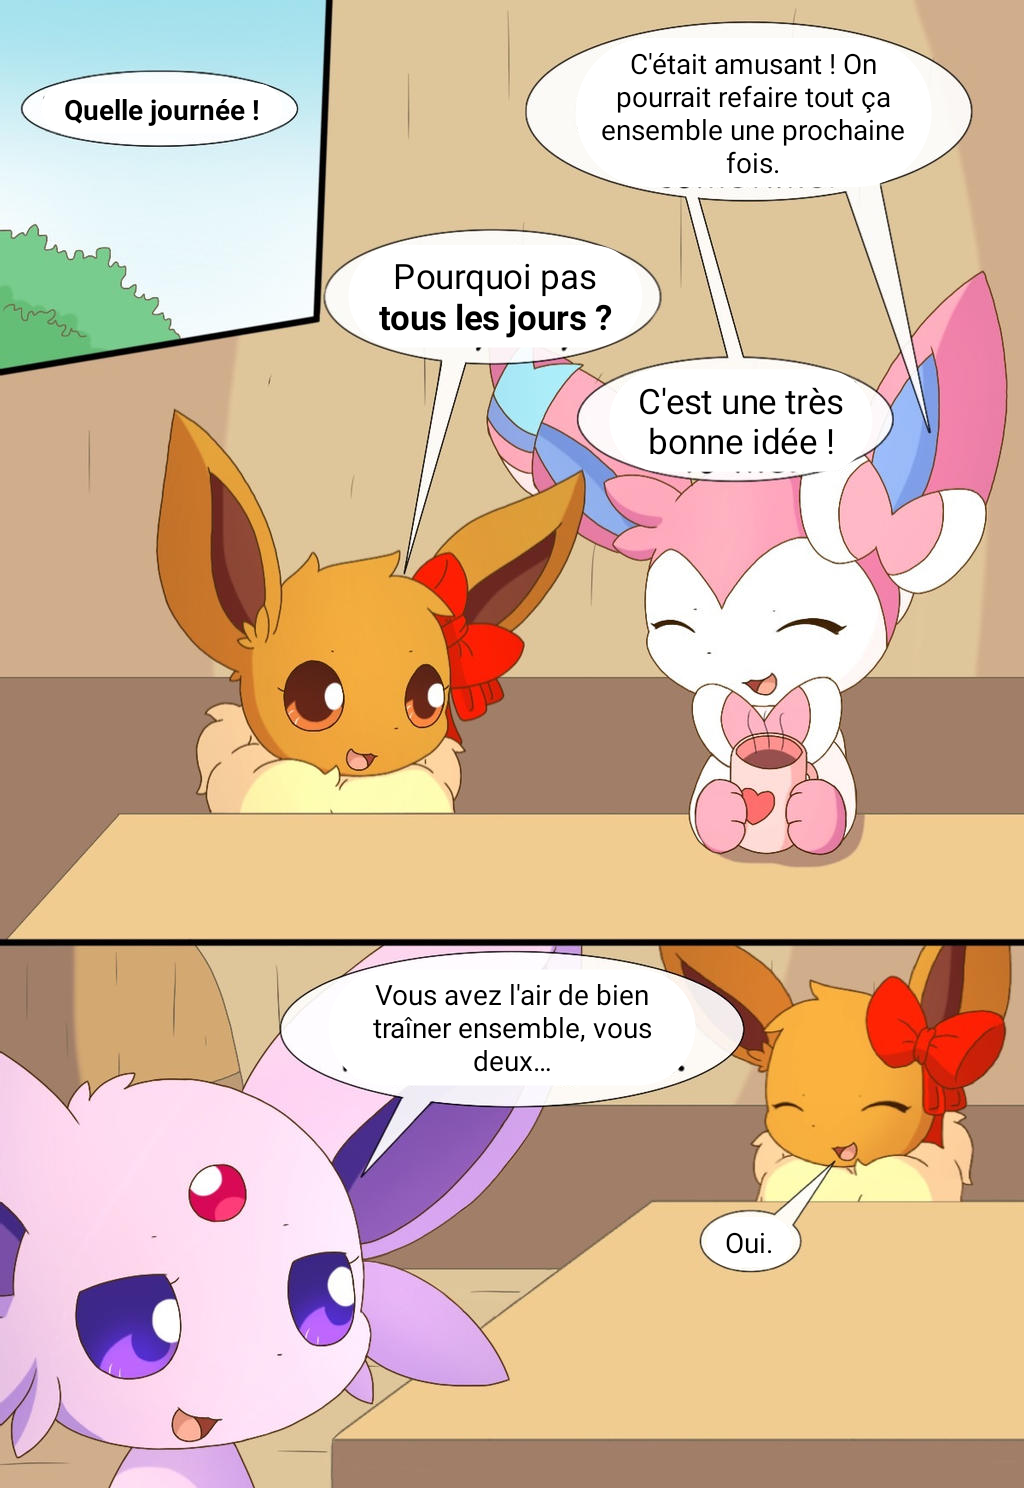 Quelle journée !
C'était amusant ! On
pourrait refaire tout ça
ensemble une prochaine
fois.
Pourquoi pas
tous les jours ?
C'est une très
bonne idée !
Vous avez l'air de bien
traîner ensemble, vous
deux...
Oui.